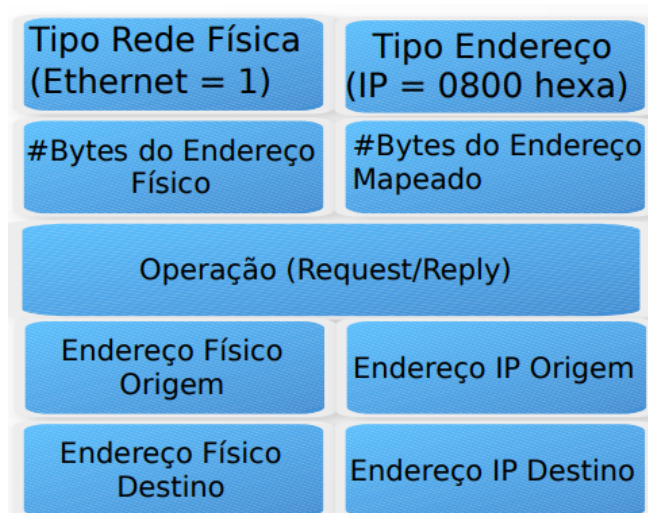 Tipo Rede Física
(Ethernet = 1)
Tipo Endereço
(IP = 0800 hexa)
#Bytes do Endereço
Físico
#Bytes do Endereço
Mapeado
Operação (Request/Reply)
Endereço Físico
Origem
Endereço IP Origem
Endereço Físico
Destino
Endereço IP Destino